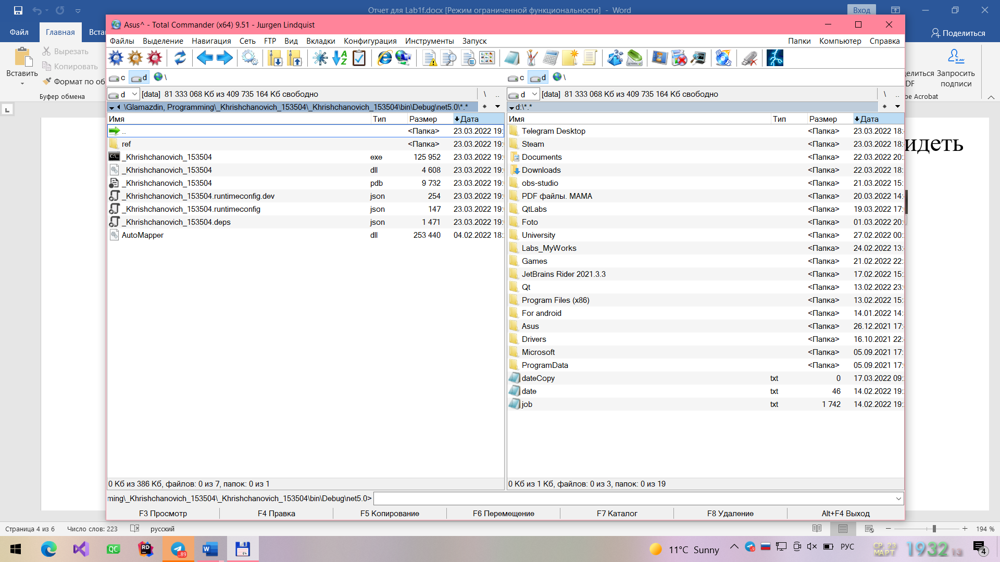 Отчет для Lab1f.docx [Режим ограниченной функциональности] - Word
Вход
Файл
Главная
Поделиться
Вставить
Вырезать
Копировать
Формат по об
Буфер обмена
Запросить
подписи
Asus^ - Total Commander (x64) 9.51 - Jшrgen Lindquist
Файлы Выделение Навигация Сеть FTP Вид Вкладки Конфигурация Инструменты Запуск
Папки Компьютер Справка
c d \
c d \
d [data] 81 333 068 Кб из 409 735 164 Кб свободно \ ..
d [data] 81 333 068 Кб из 409 735 164 Кб свободно \ ..
\Glamazdin, Programming\_Khrishchanovich_153504\_Khrishchanovich_153504\bin\Debug\net5.0\*.* *
d:\*.* *
Имя Тип Размер Дата
.. <Папка> 23.03.2022 19:
ref <Папка> 23.03.2022 19:
_Khrishchanovich_153504 exe 125 952 23.03.2022 19:
_Khrishchanovich_153504 dll 4 608 23.03.2022 19:
_Khrishchanovich_153504 pdb 9 732 23.03.2022 19:
_Khrishchanovich_153504.runtimeconfig.dev json 254 23.03.2022 19:
_Khrishchanovich_153504.runtimeconfig json 147 23.03.2022 19:
_Khrishchanovich_153504.deps json 1 471 23.03.2022 19:
AutoMapper dll 253 440 04.02.2022 18:
0 Кб из 386 Кб, файлов: 0 из 7, папок: 0 из 1
Имя Тип Размер Дата
Telegram Desktop <Папка> 23.03.2022 18:
Steam <Папка> 23.03.2022 18:
Documents <Папка> 22.03.2022 20:
Downloads <Папка> 22.03.2022 18:
obs-studio <Папка> 21.03.2022 15:
PDF файлы. МАМА <Папка> 20.03.2022 14:
QtLabs <Папка> 19.03.2022 17:
Foto <Папка> 01.03.2022 20:
University <Папка> 27.02.2022 00:
Labs_MyWorks <Папка> 24.02.2022 13:
Games <Папка> 21.02.2022 22:
JetBrains Rider 2021.3.3 <Папка> 17.02.2022 15:
Qt <Папка> 13.02.2022 23:
Program Files (x86) <Папка> 13.02.2022 15:
For android <Папка> 14.01.2022 14:
Asus <Папка> 26.12.2021 17:
Drivers <Папка> 16.10.2021 22:
Microsoft <Папка> 05.09.2021 17:
ProgramData <Папка> 05.09.2021 17:
dateCopy txt 0 17.03.2022 09:
date txt 46 14.02.2022 19:
job txt 1 742 14.02.2022 19:
0 Кб из 1 Кб, файлов: 0 из 3, папок: 0 из 19
ming\_Khrishchanovich_153504\_Khrishchanovich_153504\bin\Debug\net5.0>
F3 Просмотр F4 Правка F5 Копирование F6 Перемещение F7 Каталог F8 Удаление Alt+F4 Выход
идеть
Страница 4 из 6 Число слов: 223 русский 194 %
11°C Sunny РУС СР, 23 МАРТ 19 32 13 4